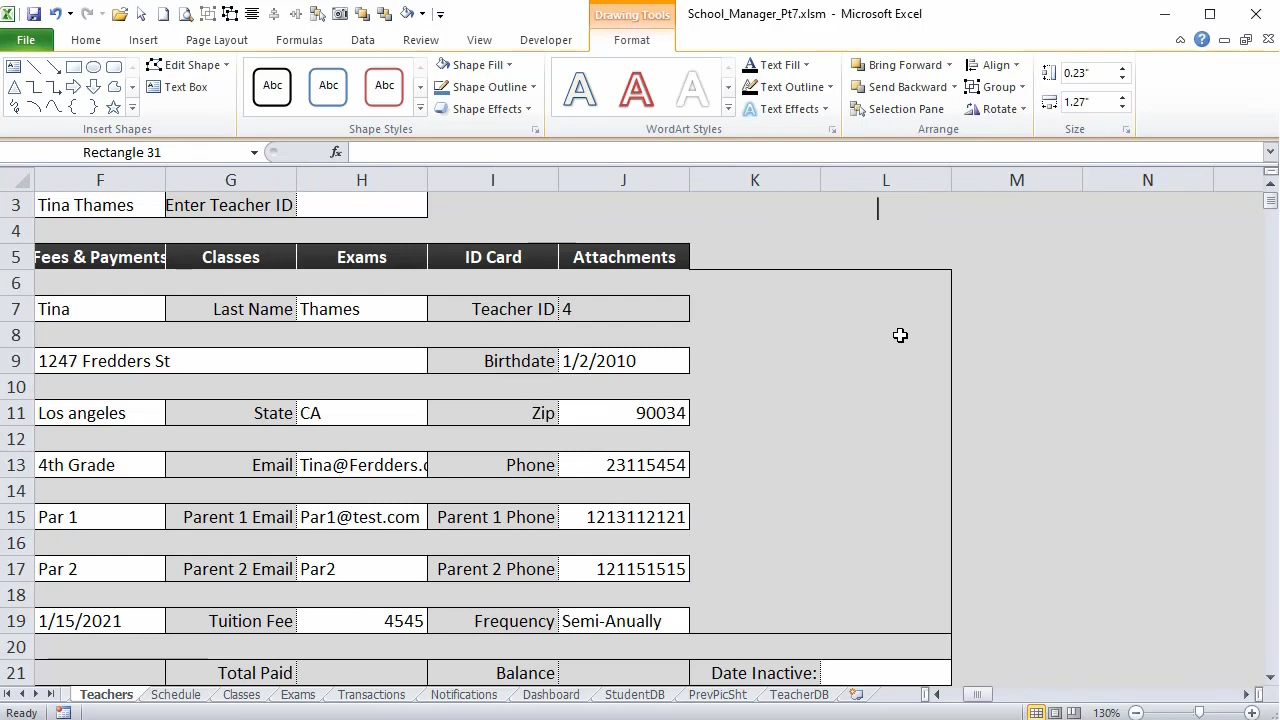 Drawing Tools
School_Manager_Pt7.xlsm - Microsoft Excel
File Home Insert Page Layout Formulas Data Review View Developer Format
Edit Shape
Text Box
Insert Shapes
Abc Abc Abc
Shape Fill
Shape Outline
Shape Effects
Shape Styles
A A A
Text Fill
Text Outline
Text Effects
WordArt Styles
Bring Forward
Send Backward
Selection Pane
Align
Group
Rotate
Arrange
0.23"
1.27"
Size
Rectangle 31 fx
F G H I J K L M N
3 Tina Thames Enter Teacher ID
4
5 Fees & Payments Classes Exams ID Card Attachments
6
7 Tina Last Name Thames Teacher ID 4
8
9 1247 Fredders St Birthdate 1/2/2010
10
11 Los angeles State CA Zip 90034
12
13 4th Grade Email Tina@Ferdders.c Phone 23115454
14
15 Par 1 Parent 1 Email Par1@test.com Parent 1 Phone 1213112121
16
17 Par 2 Parent 2 Email Par2 Parent 2 Phone 121151515
18
19 1/15/2021 Tuition Fee 4545 Frequency Semi-Anually
20
21 Total Paid Balance Date Inactive:
Teachers Schedule Classes Exams Transactions Notifications Dashboard StudentDB PrevPicSht TeacherDB
Ready 130%